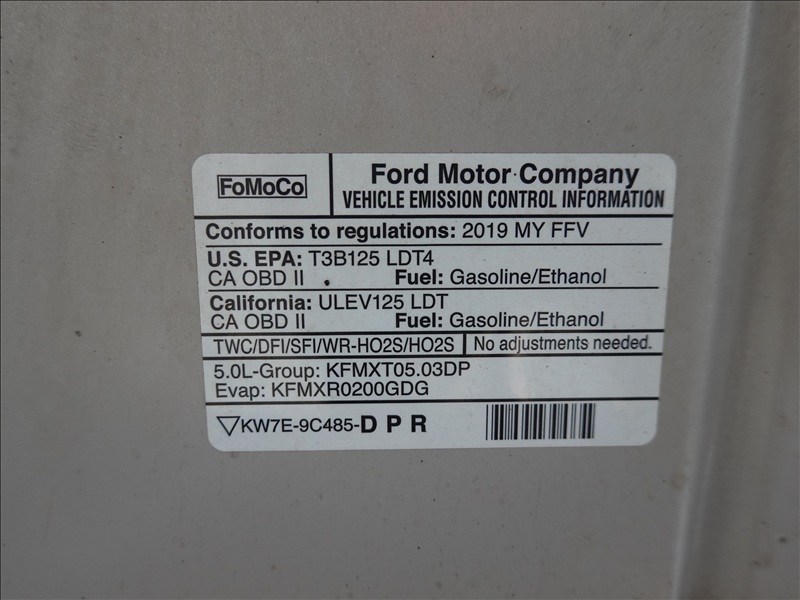 FoMoCo
Ford Motor Company
VEHICLE EMISSION CONTROL INFORMATION
Conforms to regulations: 2019 MY FFV
U.S. EPA: T3B125 LDT4
CA OBD II Fuel: Gasoline/Ethanol
California: ULEV125 LDT
CA OBD II Fuel: Gasoline/Ethanol
TWC/DFI/SFI/WR-HO2S/HO2S No adjustments needed.
5.0L-Group: KFMXT05.03DP
Evap: KFMXR0200GDG
KW7E-9C485-D P R